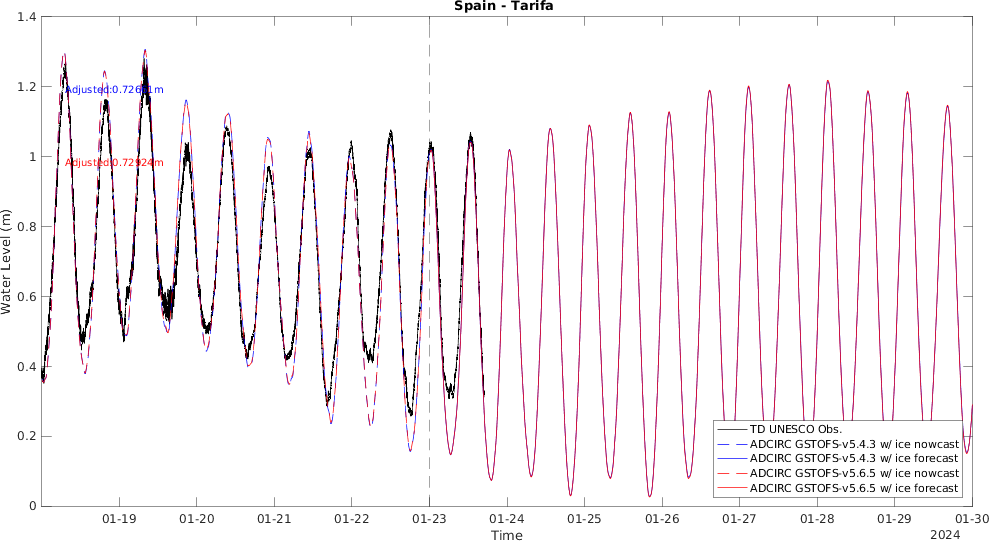 Spain - Tarifa
1.4
1.2
1
0.8
0.6
0.4
0.2
0
Water Level (m)
Adjusted:0.72924m
01-19
01-20
01-21
01-22
01-23
01-24
01-25
01-26
01-27
01-28
01-29
01-30
Time
2024
TD UNESCO Obs.
ADCIRC GSTOFS-v5.4.3 w/ ice nowcast
ADCIRC GSTOFS-v5.4.3 w/ ice forecast
ADCIRC GSTOFS-v5.6.5 w/ ice nowcast
ADCIRC GSTOFS-v5.6.5 w/ ice forecast